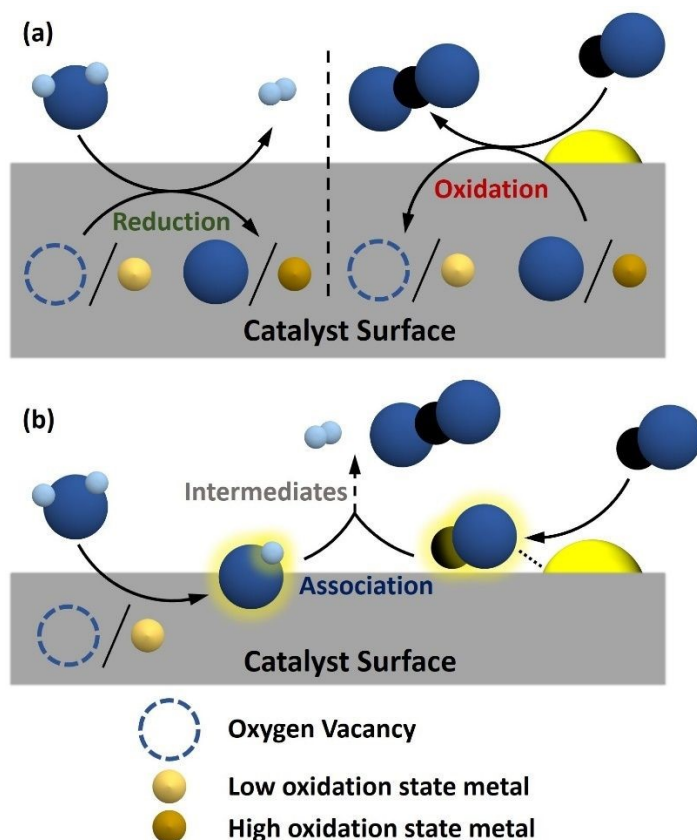 (a)
Reduction
Oxidation
Catalyst Surface
(b)
Intermediates
Association
Catalyst Surface
Oxygen Vacancy
Low oxidation state metal
High oxidation state metal